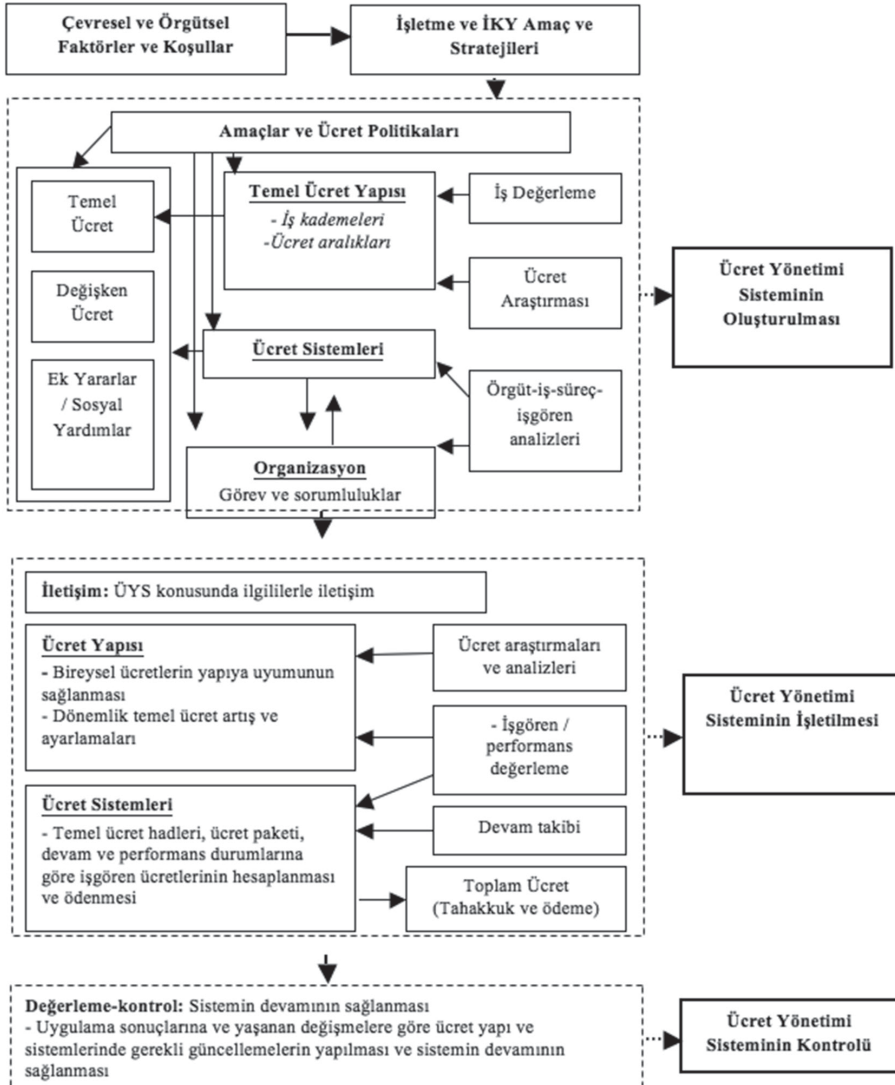 Çevresel ve Örgütsel
Faktörler ve Koşullar
İşletme ve İKY Amaç ve
Stratejileri
Amaçlar ve Ücret Politikaları
Temel
Ücret
Değişken
Ücret
Ek Yararlar
/ Sosyal
Yardımlar
Temel Ücret Yapısı
- İş kademeleri
-Ücret aralıkları
İş Değerleme
Ücret
Araştırması
Ücret Sistemleri
Örgüt-iş-süreç-
işgören
analizleri
Organizasyon
Görev ve sorumluluklar
Ücret Yönetimi
Sisteminin
Oluşturulması
İletişim: ÜYS konusunda ilgililerle iletişim
Ücret Yapısı
- Bireysel ücretlerin yapıya uyumunun
sağlanması
- Dönemlik temel ücret artış ve
ayarlamaları
Ücret araştırmaları
ve analizleri
- İşgören /
performans
değerleme
Ücret Sistemleri
- Temel ücret hadleri, ücret paketi,
devam ve performans durumlarına
göre işgören ücretlerinin hesaplanması
ve ödenmesi
Devam takibi
Toplam Ücret
(Tahakkuk ve ödeme)
Ücret Yönetimi
Sisteminin İşletilmesi
Değerleme-kontrol: Sistemin devamının sağlanması
- Uygulama sonuçlarına ve yaşanan değişmelere göre ücret yapı ve
sistemlerinde gerekli güncellemelerin yapılması ve sistemin devamının
sağlanması
Ücret Yönetimi
Sisteminin Kontrolü